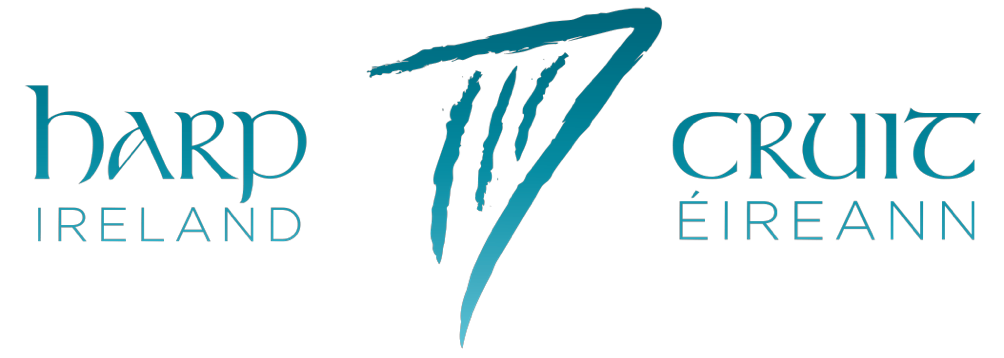 harp
IRELAND
cruit
ÉIREANN